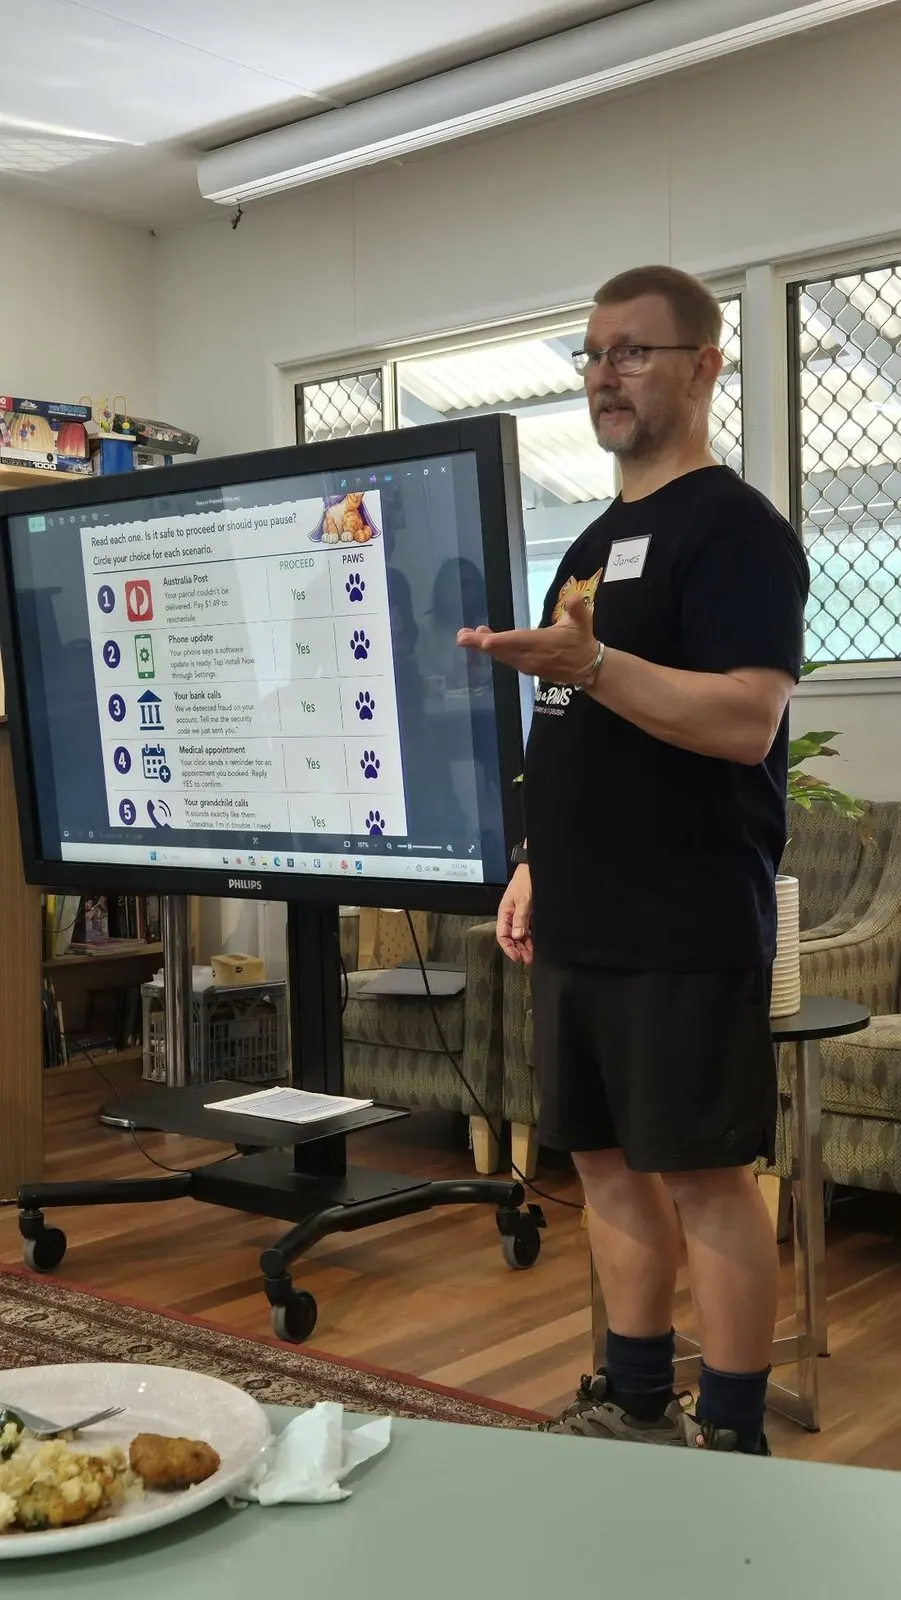 Read each one. Is it safe to proceed or should you pause?
Circle your choice for each scenario.
PROCEED
PAWS
1
Australia Post
Your parcel couldn't be
delivered. Pay $1.49 to
reschedule.
Yes
2
Phone update
Your phone says a software
update is ready. Tap Install Now
through Settings.
Yes
3
Your bank calls
We've detected fraud on your
account. Tell me the security
code we just sent you."
Yes
4
Medical appointment
Your clinic sends a reminder for an
appointment you booked. Reply
YES to confirm.
Yes
5
Your grandchild calls
It sounds exactly like them
"Grandma, I'm in trouble. I need
Yes
PHILIPS
James
a PAWS
1000